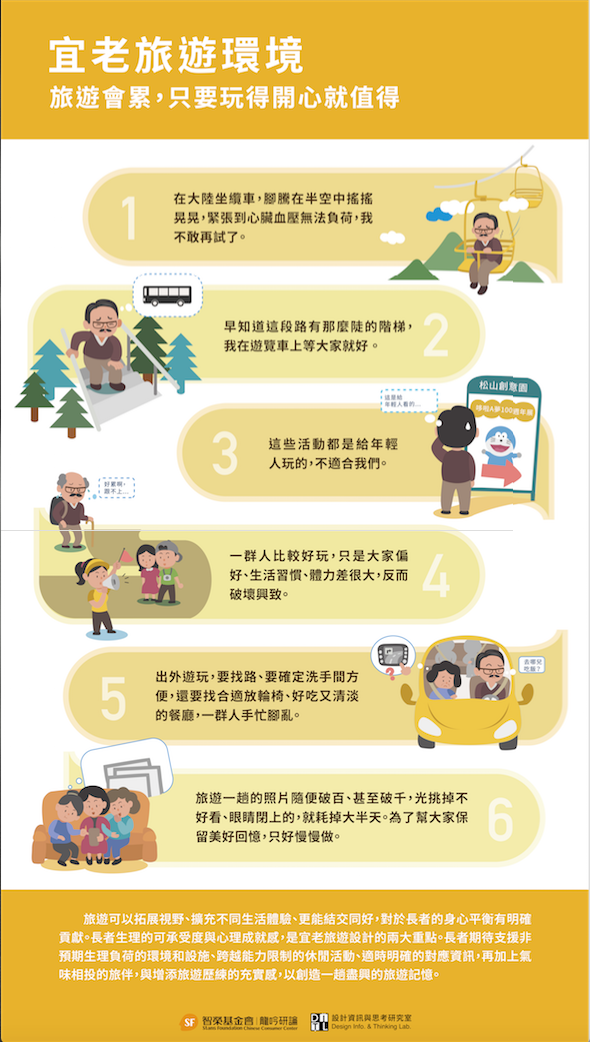 宜老旅遊環境
旅遊會累，只要玩得開心就值得
1
在大陸坐纜車，腳騰在半空中搖搖
晃晃，緊張到心臟血壓無法負荷，我
不敢再試了。
早知道這段路有那麼陡的階梯，
我在遊覽車上等大家就好。
2
3
這些活動都是給年輕
人玩的，不適合我們。
這是給
年輕人看的...
松山創意園
哆啦A夢100週年展
好累啊，
跟不上...
一群人比較好玩，只是大家偏
好、生活習慣、體力差很大，反而
破壞興致。
4
5
出外遊玩，要找路、要確定洗手間方
便，還要找合適放輪椅、好吃又清淡
的餐廳，一群人手忙腳亂。
?
去哪兒
吃飯？
旅遊一趟的照片隨便破百、甚至破千，光挑掉不
好看、眼睛閉上的，就耗掉大半天。為了幫大家保
留美好回憶，只好慢慢做。
6
旅遊可以拓展視野、擴充不同生活體驗、更能結交同好，對於長者的身心平衡有明確
貢獻。長者生理的可承受度與心理成就感，是宜老旅遊設計的兩大重點。長者期待支援非
預期生理負荷的環境和設施、跨越能力限制的休閒活動、適時明確的對應資訊，再加上氣
味相投的旅伴，與增添旅遊歷練的充實感，以創造一趟盡興的旅遊記憶。
SF 智榮基金會 | 龍吟研論
StanShih Foundation Chinese Consumer Center
DITL 設計資訊與思考研究室
Design Info. & Thinking Lab.